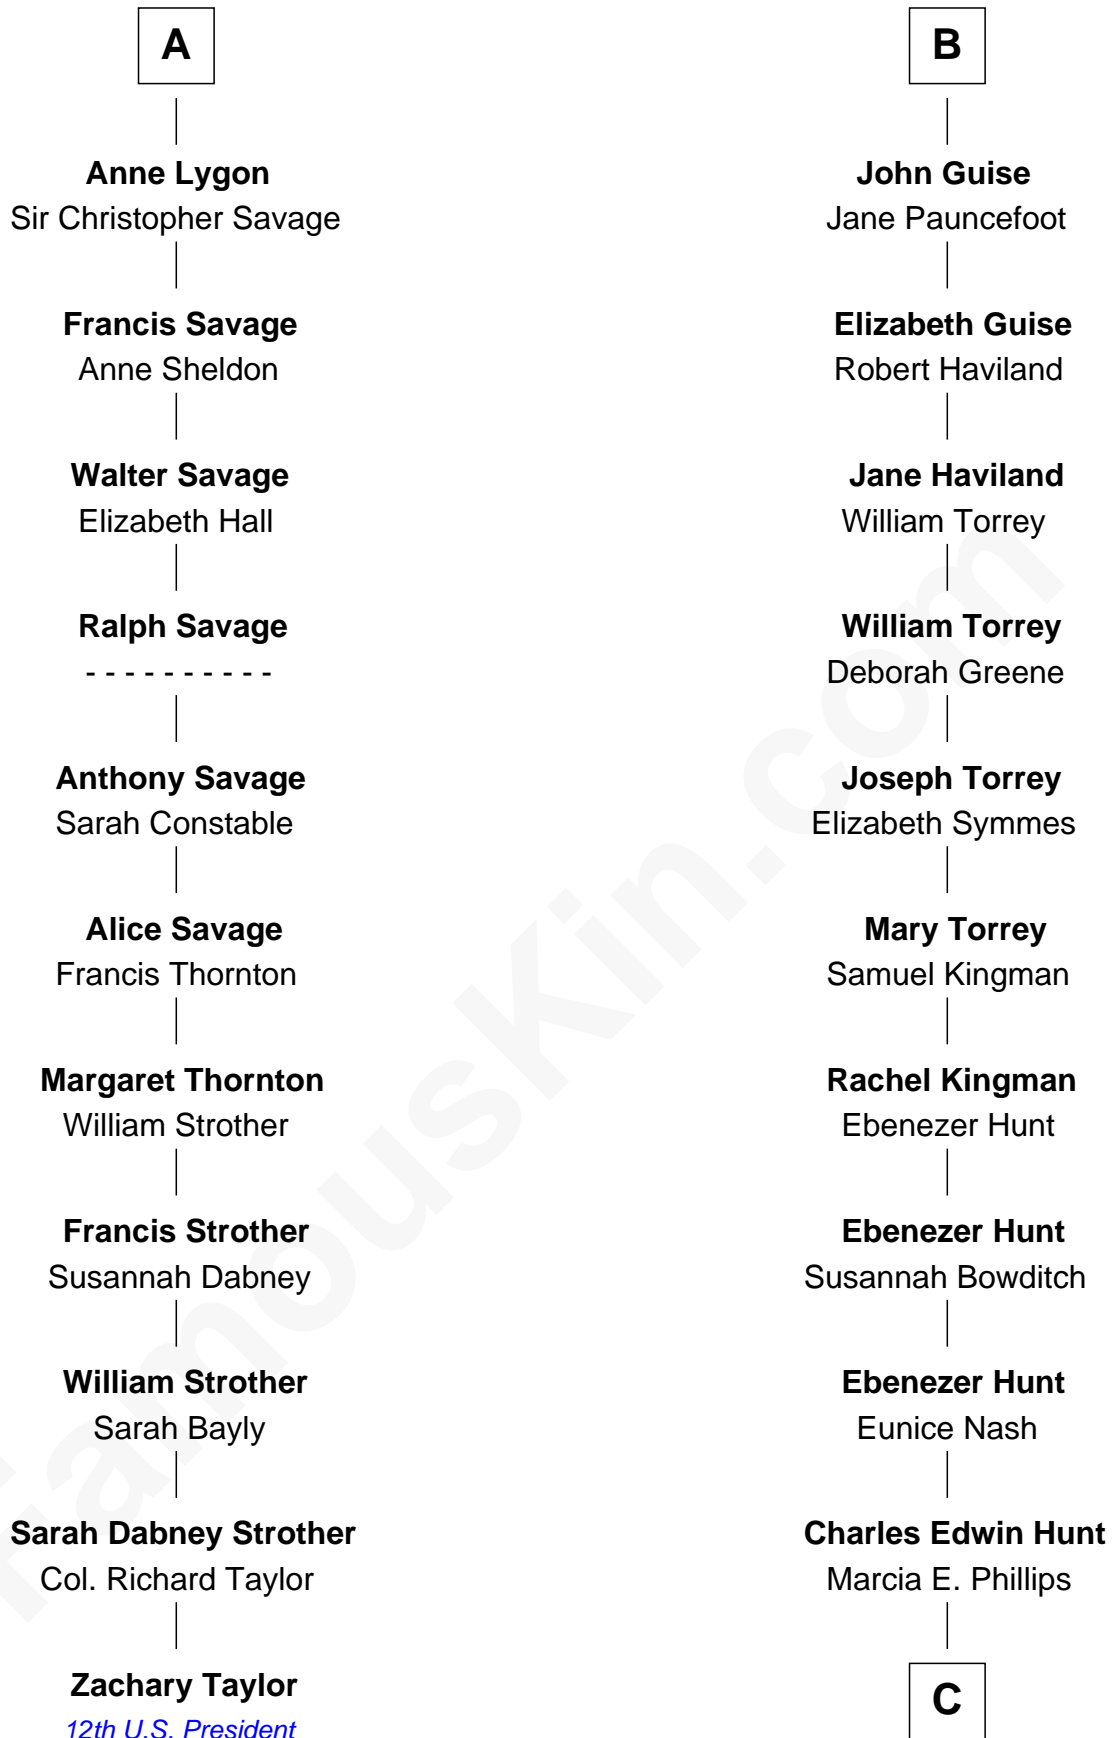 A
Anne Lygon
Sir Christopher Savage
Francis Savage
Anne Sheldon
Walter Savage
Elizabeth Hall
Ralph Savage
- - - - - - - - - -
Anthony Savage
Sarah Constable
Alice Savage
Francis Thornton
Margaret Thornton
William Strother
Francis Strother
Susannah Dabney
William Strother
Sarah Bayly
Sarah Dabney Strother
Col. Richard Taylor
Zachary Taylor
12th U.S. President
B
John Guise
Jane Pauncefoot
Elizabeth Guise
Robert Haviland
Jane Haviland
William Torrey
William Torrey
Deborah Greene
Joseph Torrey
Elizabeth Symmes
Mary Torrey
Samuel Kingman
Rachel Kingman
Ebenezer Hunt
Ebenezer Hunt
Susannah Bowditch
Ebenezer Hunt
Eunice Nash
Charles Edwin Hunt
Marcia E. Phillips
C
FamousKin.com